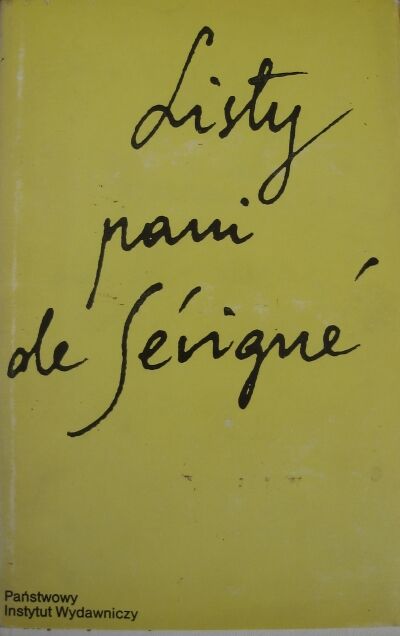 Listy
pani
de Sévigné
Państwowy
Instytut Wydawniczy